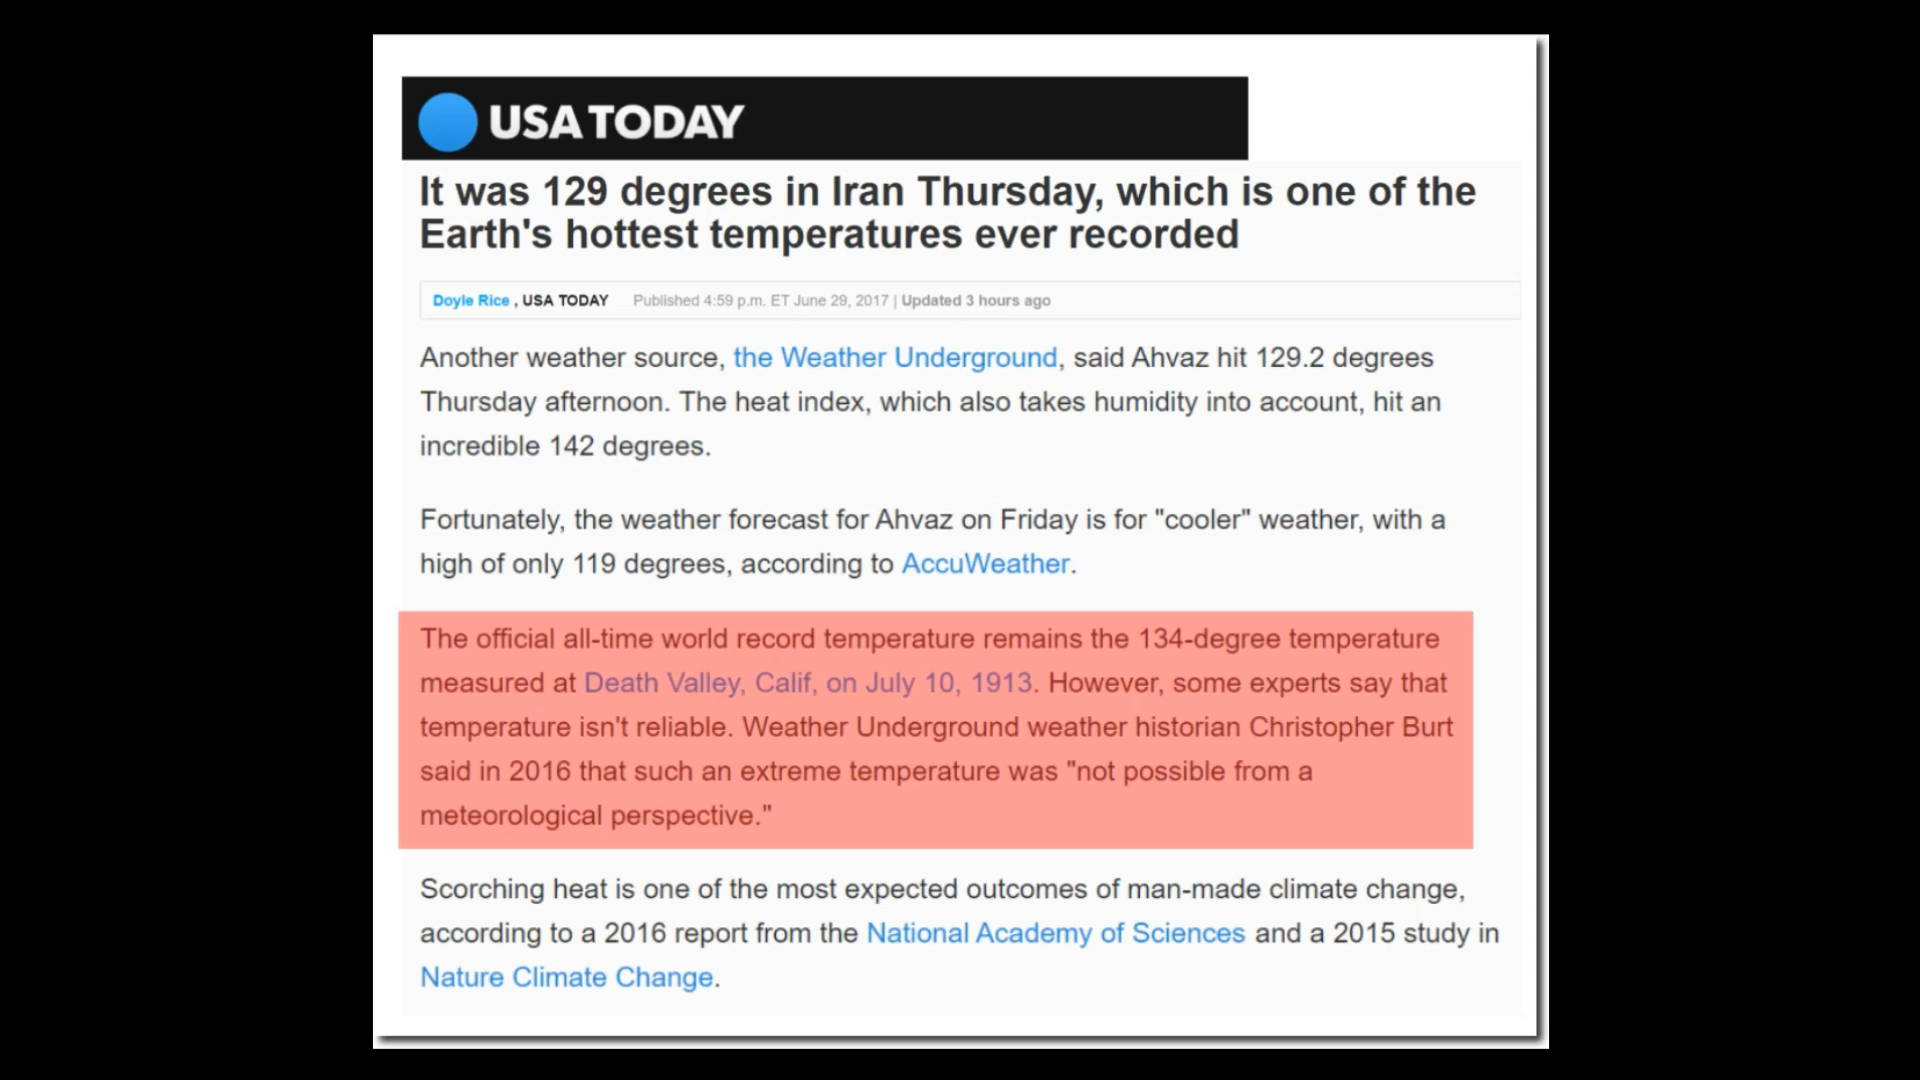 USA TODAY
It was 129 degrees in Iran Thursday, which is one of the
Earth's hottest temperatures ever recorded
Doyle Rice , USA TODAY Published 4:59 p.m. ET June 29, 2017 | Updated 3 hours ago
Another weather source, the Weather Underground, said Ahvaz hit 129.2 degrees
Thursday afternoon. The heat index, which also takes humidity into account, hit an
incredible 142 degrees.
Fortunately, the weather forecast for Ahvaz on Friday is for "cooler" weather, with a
high of only 119 degrees, according to AccuWeather.
The official all-time world record temperature remains the 134-degree temperature
measured at Death Valley, Calif, on July 10, 1913. However, some experts say that
temperature isn't reliable. Weather Underground weather historian Christopher Burt
said in 2016 that such an extreme temperature was "not possible from a
meteorological perspective."
Scorching heat is one of the most expected outcomes of man-made climate change,
according to a 2016 report from the National Academy of Sciences and a 2015 study in
Nature Climate Change.